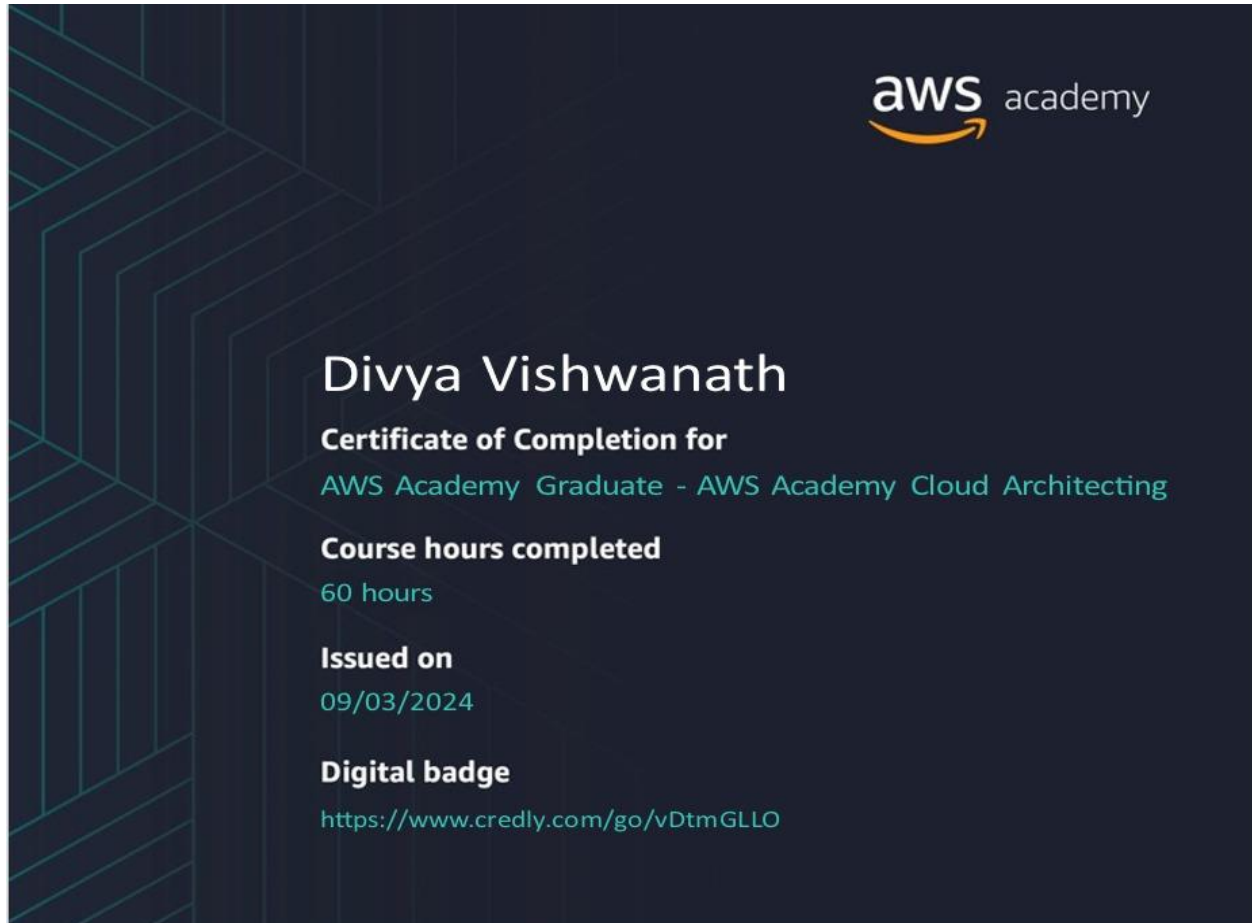 aws academy
Divya Vishwanath
Certificate of Completion for
AWS Academy Graduate - AWS Academy Cloud Architecting
Course hours completed
60 hours
Issued on
09/03/2024
Digital badge
https://www.credly.com/go/vDtmGLLO